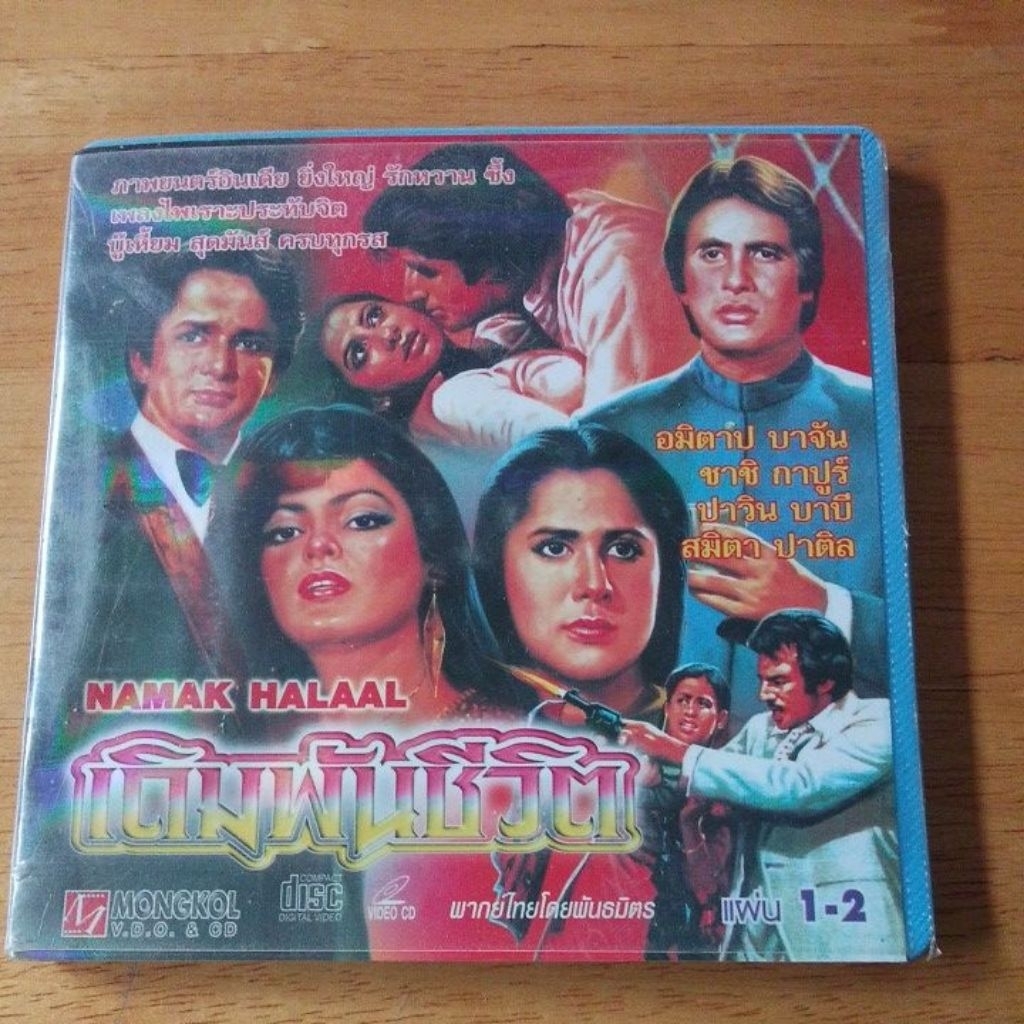 ภาพยนตร์อินเดีย ยิ่งใหญ่ รักหวาน ซึ้ง
เพลงไพเราะประทับจิต
บู๊เหี้ยม สุดมันส์ ครบทุกรส
อมิตาป บาจัน
ชาชิ กาปูร์
ปาวิน บาบี
สมิตา ปาติล
NAMAK HALAAL
เดิมพันชีวิต
MONGKOL
V.D.O. & CD
COMPACT
disc
DIGITAL VIDEO
VIDEO CD
พากย์ไทยโดยพันธมิตร
แผ่น 1-2